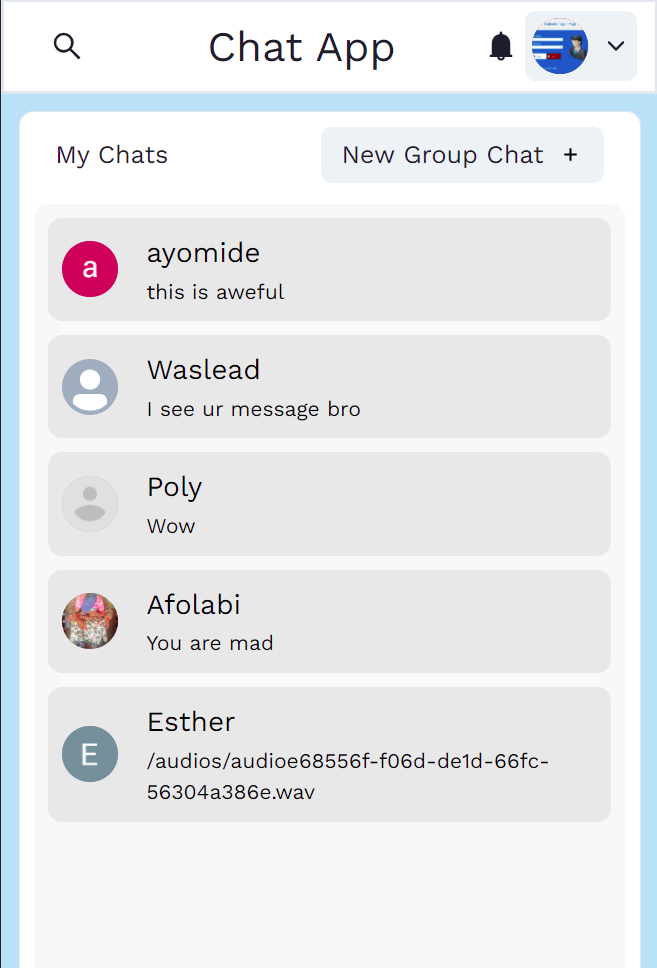 Chat App
My Chats
New Group Chat +
a
ayomide
this is aweful
Waslead
I see ur message bro
Poly
Wow
Afolabi
You are mad
E
Esther
/audios/audioe68556f-f06d-de1d-66fc-
56304a386e.wav